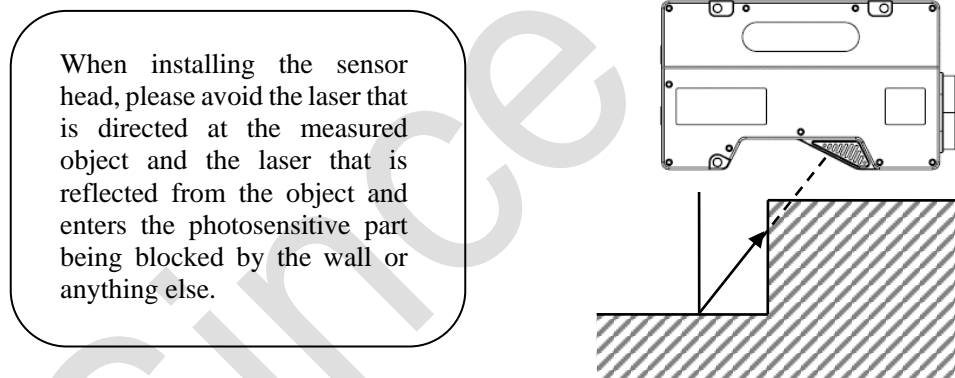 When installing the sensor
head, please avoid the laser that
is directed at the measured
object and the laser that is
reflected from the object and
enters the photosensitive part
being blocked by the wall or
anything else.
Since